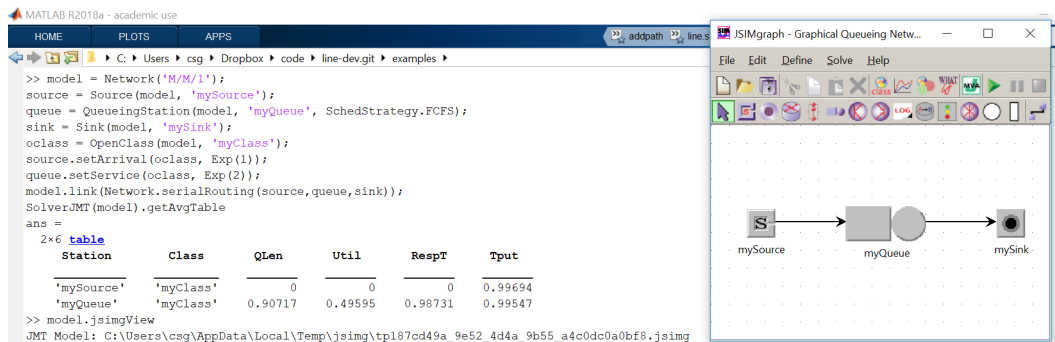 MATLAB R2018a - academic use
HOME PLOTS APPS
addpath line.s
C: Users csg Dropbox code line-dev.git examples
>> model = Network('M/M/1');
source = Source(model, 'mySource');
queue = QueueingStation(model, 'myQueue', SchedStrategy.FCFS);
sink = Sink(model, 'mySink');
oclass = OpenClass(model, 'myClass');
source.setArrival(oclass, Exp(1));
queue.setService(oclass, Exp(2));
model.link(Network.serialRouting(source,queue,sink));
SolverJMT(model).getAvgTable
ans =
2×6 table
Station Class QLen Util RespT Tput
'mySource' 'myClass' 0 0 0 0.99694
'myQueue' 'myClass' 0.90717 0.49595 0.98731 0.99547
>> model.jsimgView
JMT Model: C:\Users\csg\AppData\Local\Temp\jsimg\tp187cd49a_9e52_4d4a_9b55_a4c0dc0a0bf8.jsimg
JSIMgraph - Graphical Queueing Netw...
File Edit Define Solve Help
class WHAT IF MVA
LOG
S
mySource
myQueue
mySink